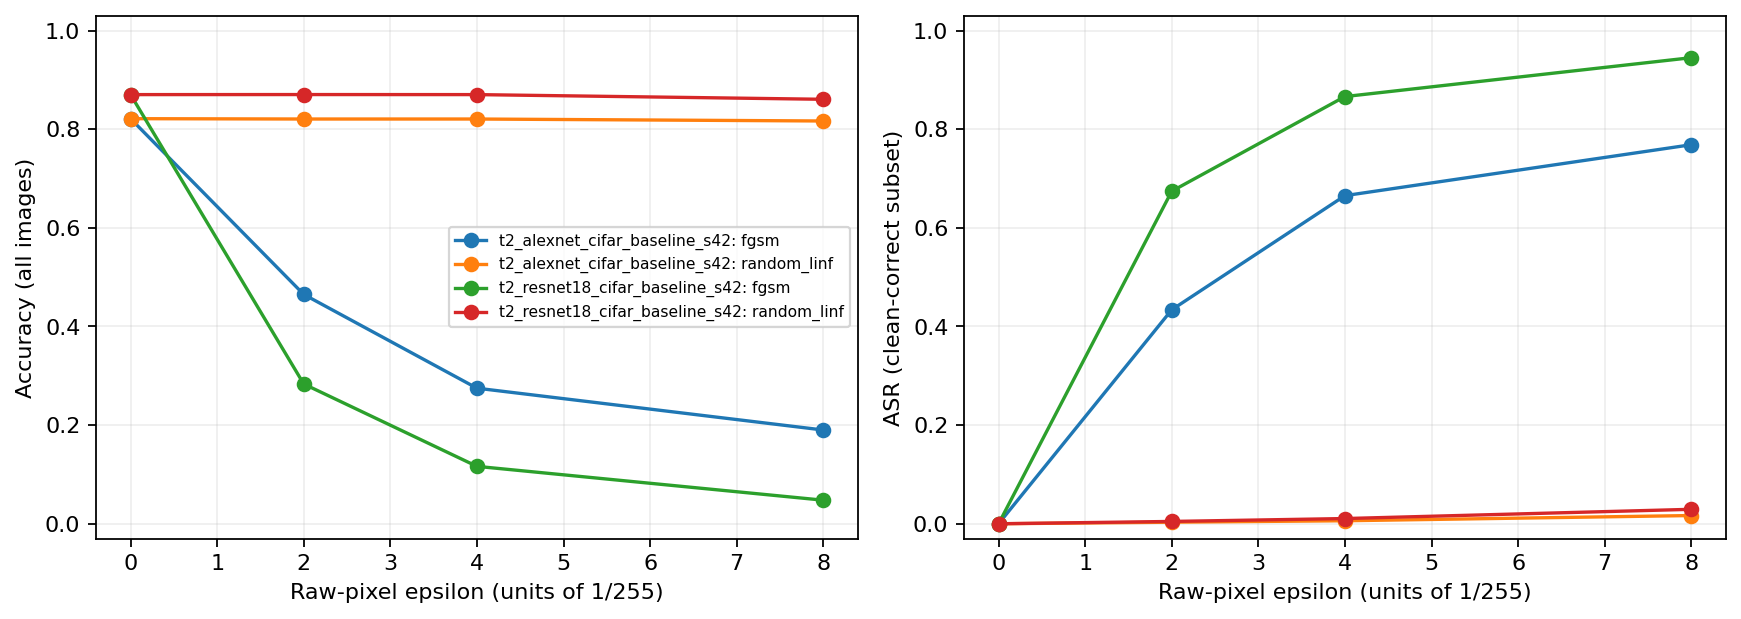 1.0
0.8
0.6
0.4
0.2
0.0
Accuracy (all images)
0 1 2 3 4 5 6 7 8
Raw-pixel epsilon (units of 1/255)
t2_alexnet_cifar_baseline_s42: fgsm
t2_alexnet_cifar_baseline_s42: random_linf
t2_resnet18_cifar_baseline_s42: fgsm
t2_resnet18_cifar_baseline_s42: random_linf
1.0
0.8
0.6
0.4
0.2
0.0
ASR (clean-correct subset)
0 1 2 3 4 5 6 7 8
Raw-pixel epsilon (units of 1/255)